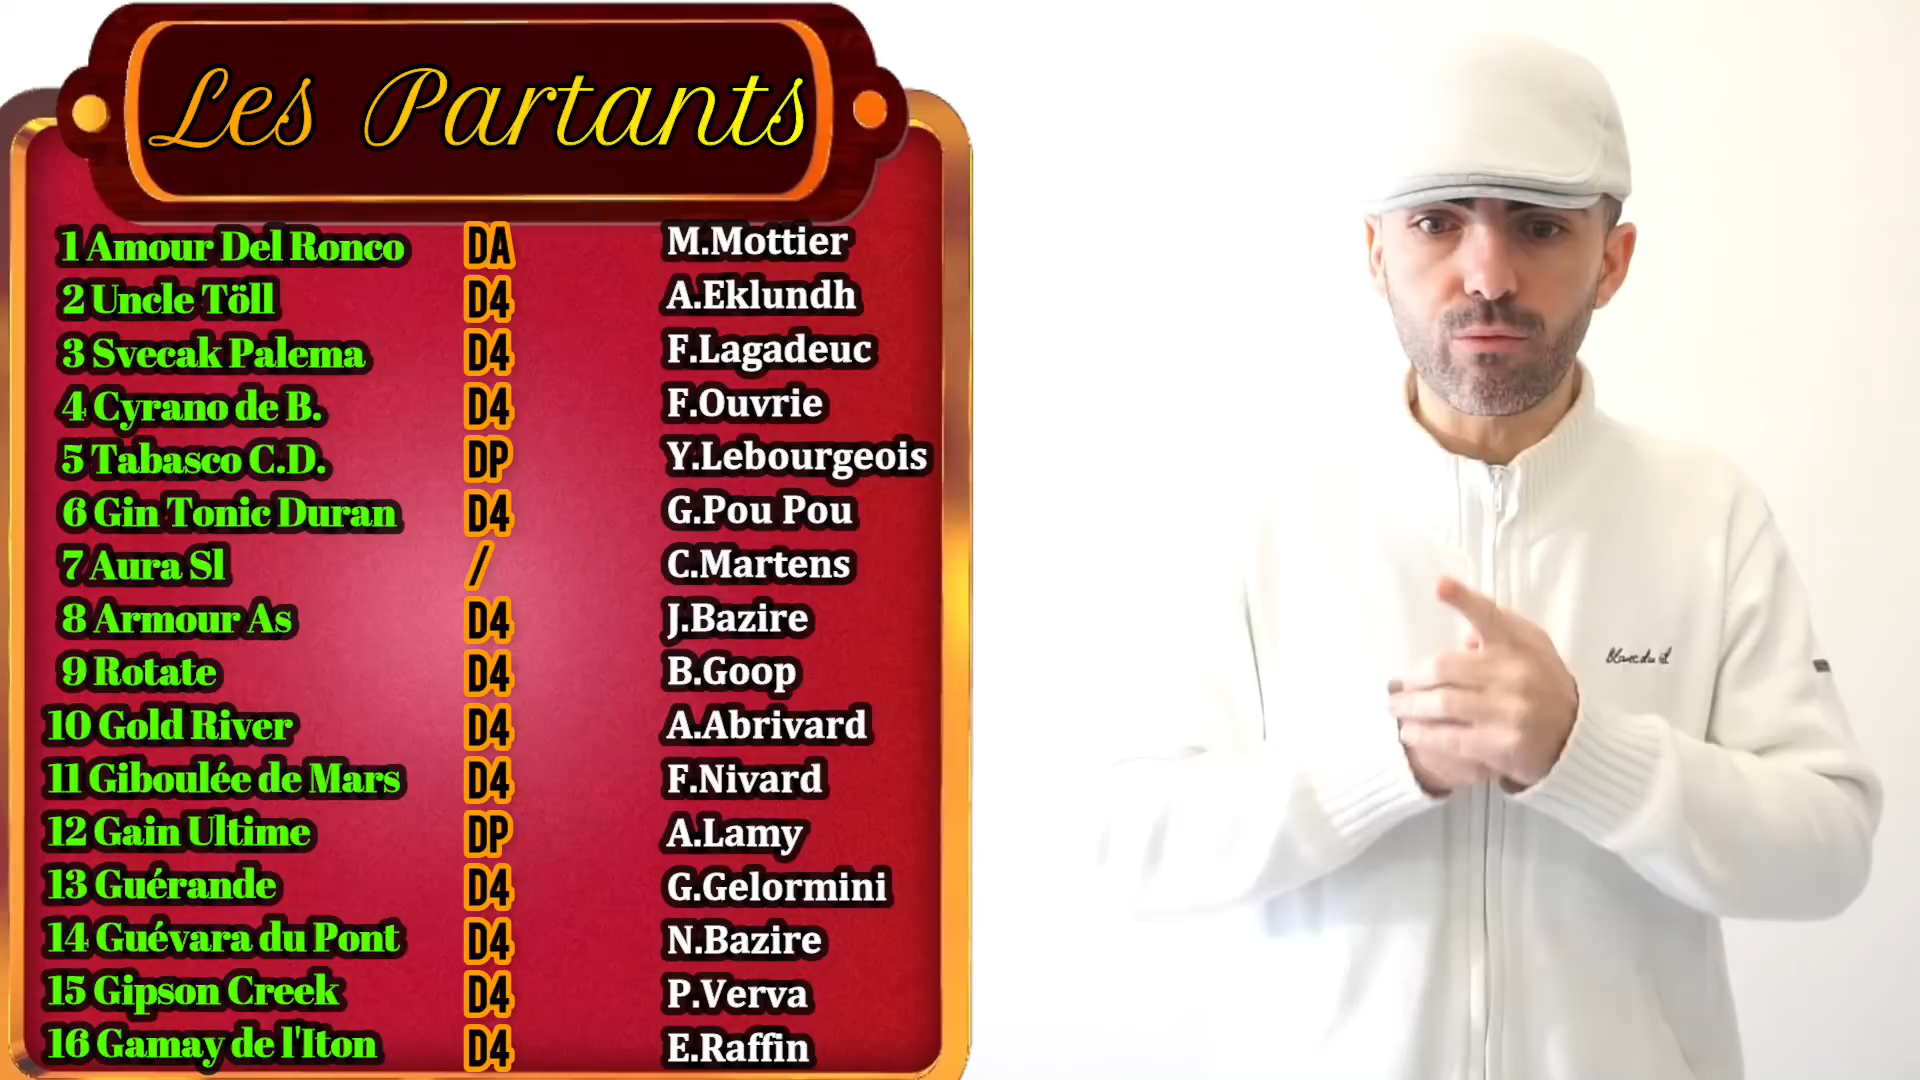 Les Partants
1 Amour Del Ronco DA M.Mottier
2 Uncle Töll D4 A.Eklundh
3 Svecak Palema D4 F.Lagadeuc
4 Cyrano de B. D4 F.Ouvrie
5 Tabasco C.D. DP Y.Lebourgeois
6 Gin Tonic Duran D4 G.Pou Pou
7 Aura Sl / C.Martens
8 Armour As D4 J.Bazire
9 Rotate D4 B.Goop
10 Gold River D4 A.Abrivard
11 Giboulée de Mars D4 F.Nivard
12 Gain Ultime DP A.Lamy
13 Guérande D4 G.Gelormini
14 Guévara du Pont D4 N.Bazire
15 Gipson Creek D4 P.Verva
16 Gamay de l'Iton D4 E.Raffin